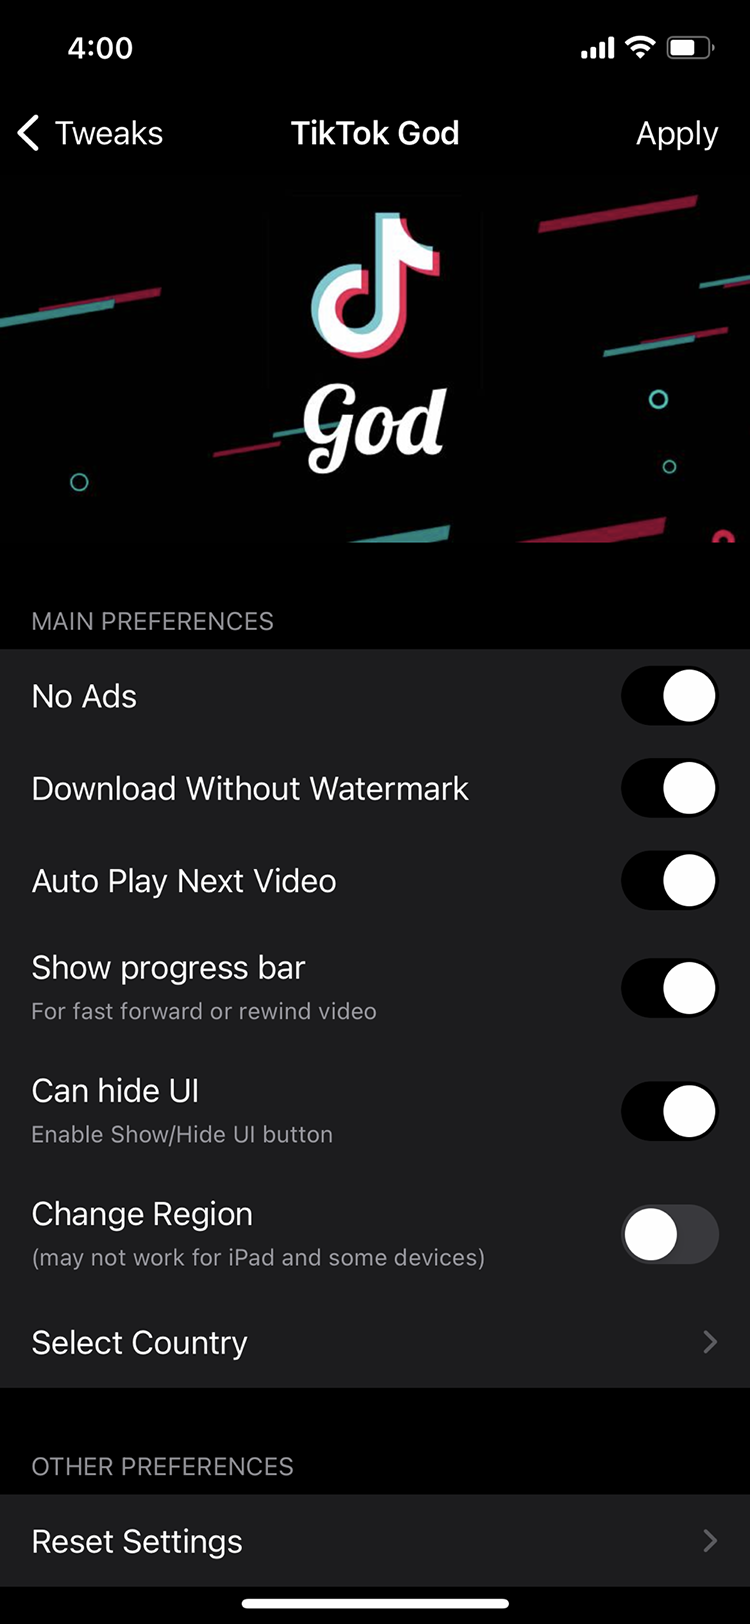 4:00
Tweaks TikTok God Apply
God
MAIN PREFERENCES
No Ads
Download Without Watermark
Auto Play Next Video
Show progress bar
For fast forward or rewind video
Can hide UI
Enable Show/Hide UI button
Change Region
(may not work for iPad and some devices)
Select Country
OTHER PREFERENCES
Reset Settings